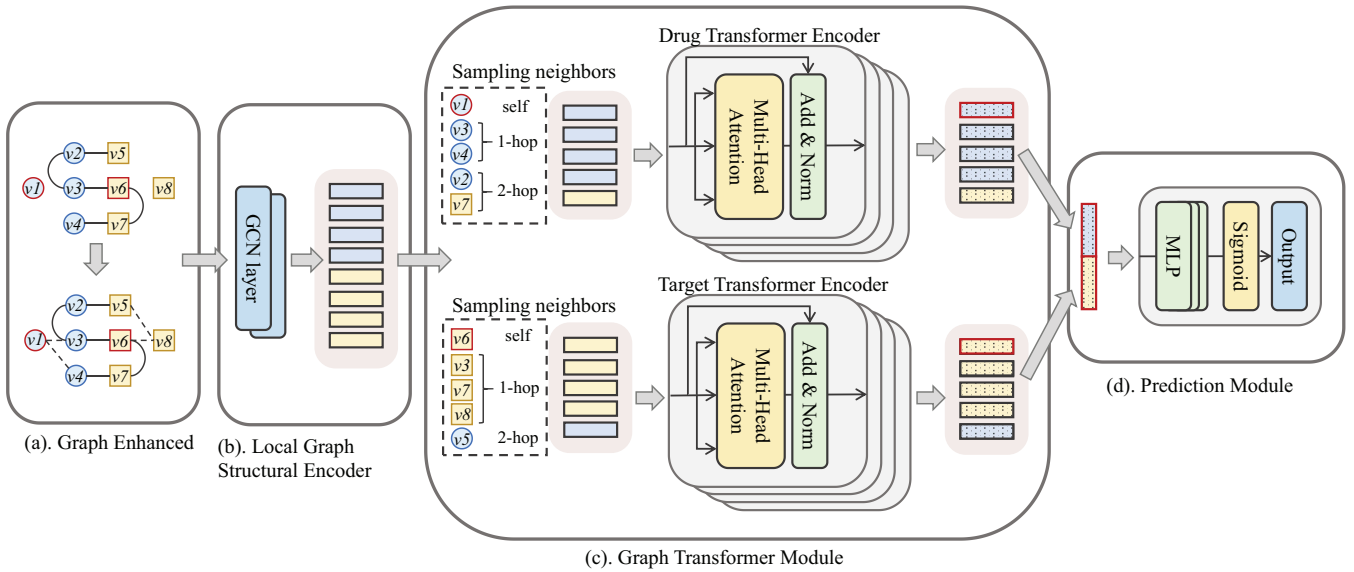 v2 v5
v1 v3 v6 v8
v4 v7
v2 v5
v1 v3 v6 v8
v4 v7
(a). Graph Enhanced
GCN layer
(b). Local Graph
Structural Encoder
Sampling neighbors
v1 self
v3
1-hop
v4
v2
2-hop
v7
Drug Transformer Encoder
Multi-Head
Attention
Add & Norm
Sampling neighbors
v6 self
v3
v7 1-hop
v8
v5 2-hop
Target Transformer Encoder
Multi-Head
Attention
Add & Norm
(c). Graph Transformer Module
MLP
Sigmoid
Output
(d). Prediction Module